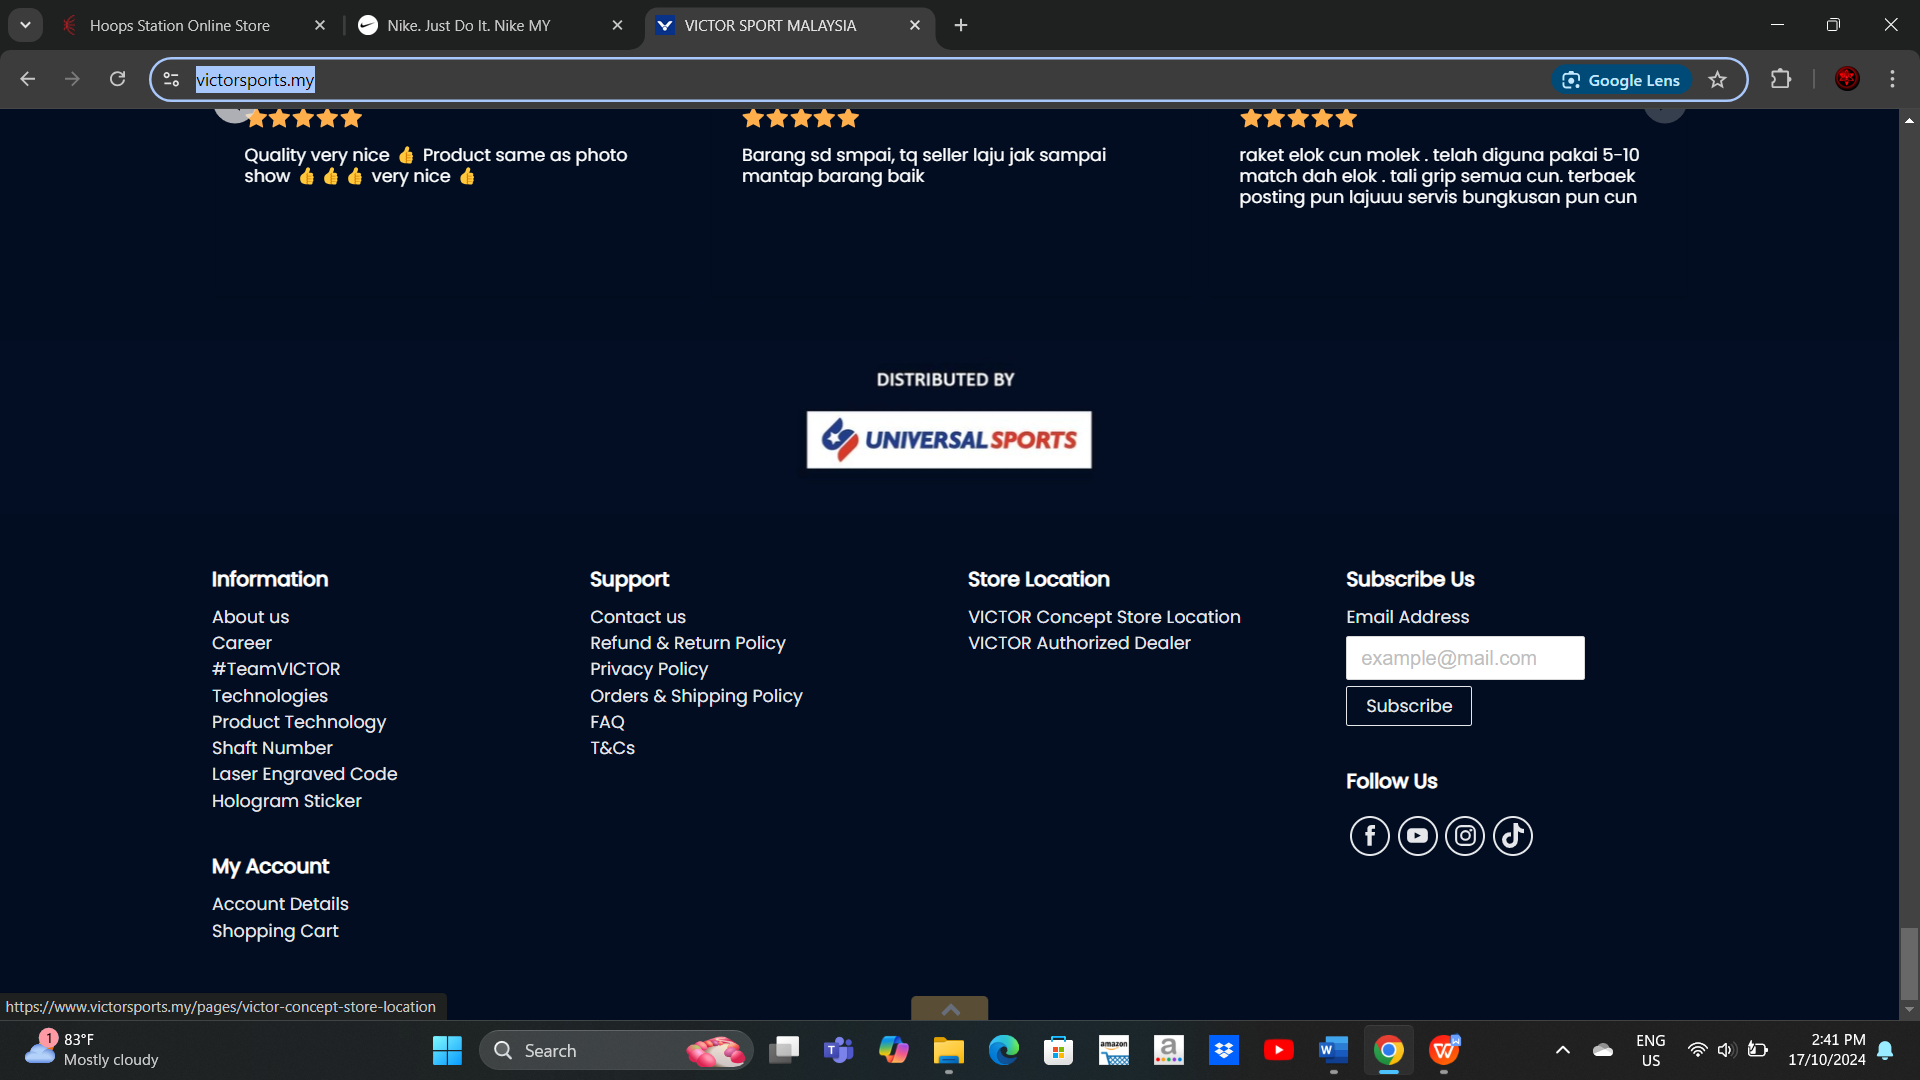 Hoops Station Online Store
Nike. Just Do It. Nike MY
VICTOR SPORT MALAYSIA
victorsports.my
Google Lens
Quality very nice 👍 Product same as photo
show 👍👍👍 very nice 👍
Barang sd smpai, tq seller laju jak sampai
mantap barang baik
raket elok cun molek . telah diguna pakai 5-10
match dah elok . tali grip semua cun. terbaek
posting pun lajuuu servis bungkusan pun cun
DISTRIBUTED BY
UNIVERSAL SPORTS
Information
About us
Career
#TeamVICTOR
Technologies
Product Technology
Shaft Number
Laser Engraved Code
Hologram Sticker
My Account
Account Details
Shopping Cart
Support
Contact us
Refund & Return Policy
Privacy Policy
Orders & Shipping Policy
FAQ
T&Cs
Store Location
VICTOR Concept Store Location
VICTOR Authorized Dealer
Subscribe Us
Email Address
example@mail.com
Subscribe
Follow Us
https://www.victorsports.my/pages/victor-concept-store-location
1
83°F
Mostly cloudy
Search
amazon
a
ENG
US
2:41 PM
17/10/2024